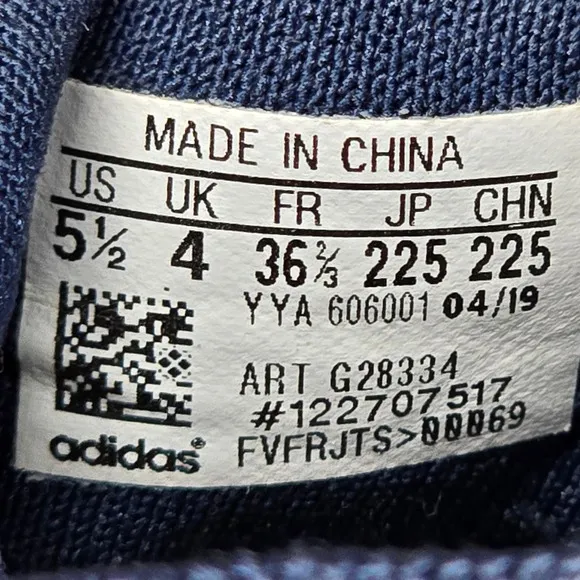 MADE IN CHINA
US UK FR JP CHN
5½ 4 36⅔ 225 225
YYA 606001 04/19
ART G28334
#122707517
FVFRJTS>00069
adidas®